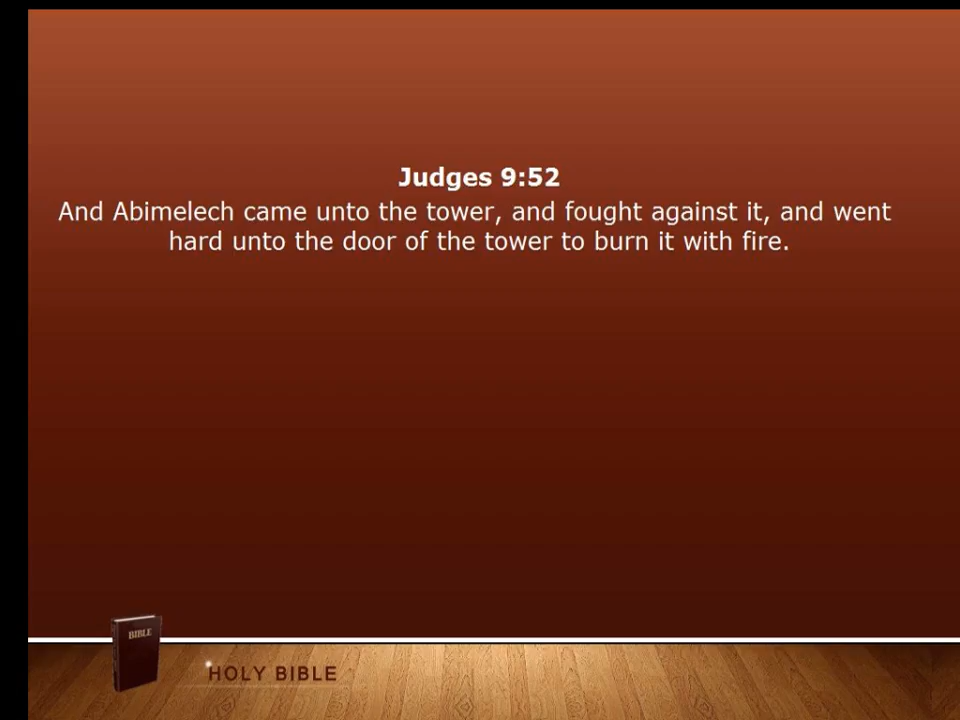 Judges 9:52
And Abimelech came unto the tower, and fought against it, and went
hard unto the door of the tower to burn it with fire.
BIBLE
HOLY BIBLE